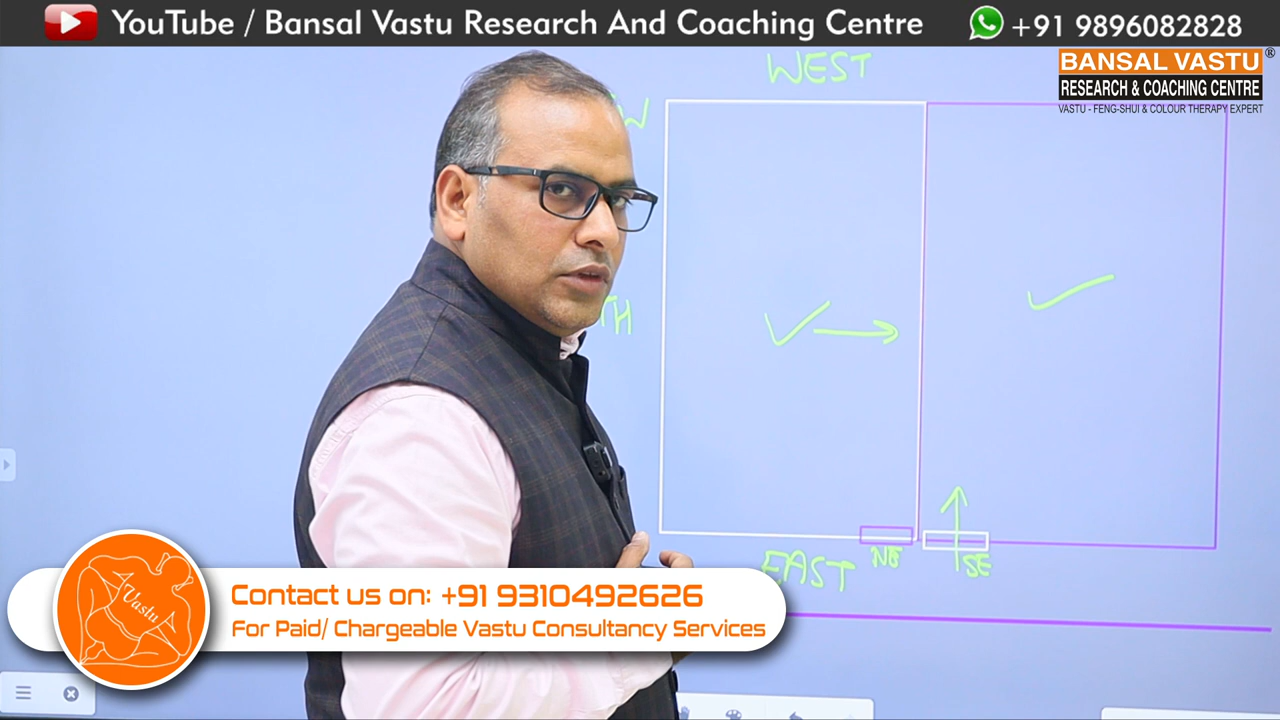 YouTube / Bansal Vastu Research And Coaching Centre
+91 9896082828
BANSAL VASTU ®
RESEARCH & COACHING CENTRE
VASTU - FENG-SHUI & COLOUR THERAPY EXPERT
WEST
W
TH
NE
SE
EAST
Vastu
Contact us on: +91 9310492626
For Paid/ Chargeable Vastu Consultancy Services